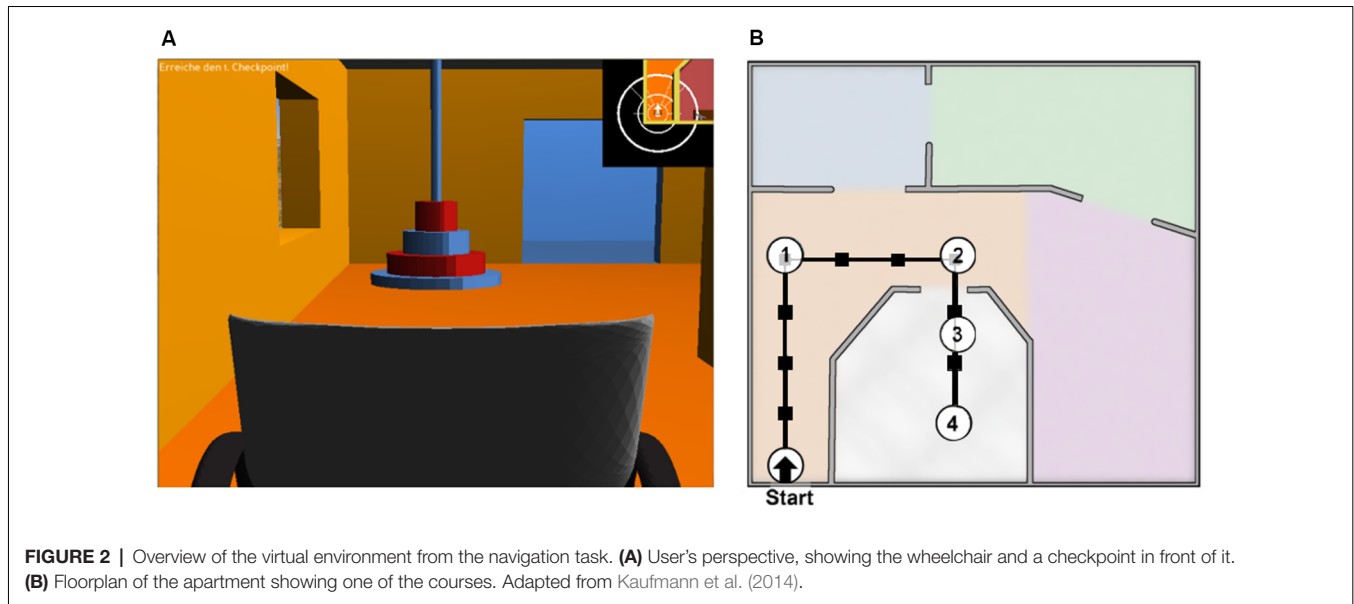 A
B
Erreiche den 1. Checkpoint!
1
2
3
4
Start
FIGURE 2 | Overview of the virtual environment from the navigation task. (A) User's perspective, showing the wheelchair and a checkpoint in front of it.
(B) Floorplan of the apartment showing one of the courses. Adapted from Kaufmann et al. (2014).